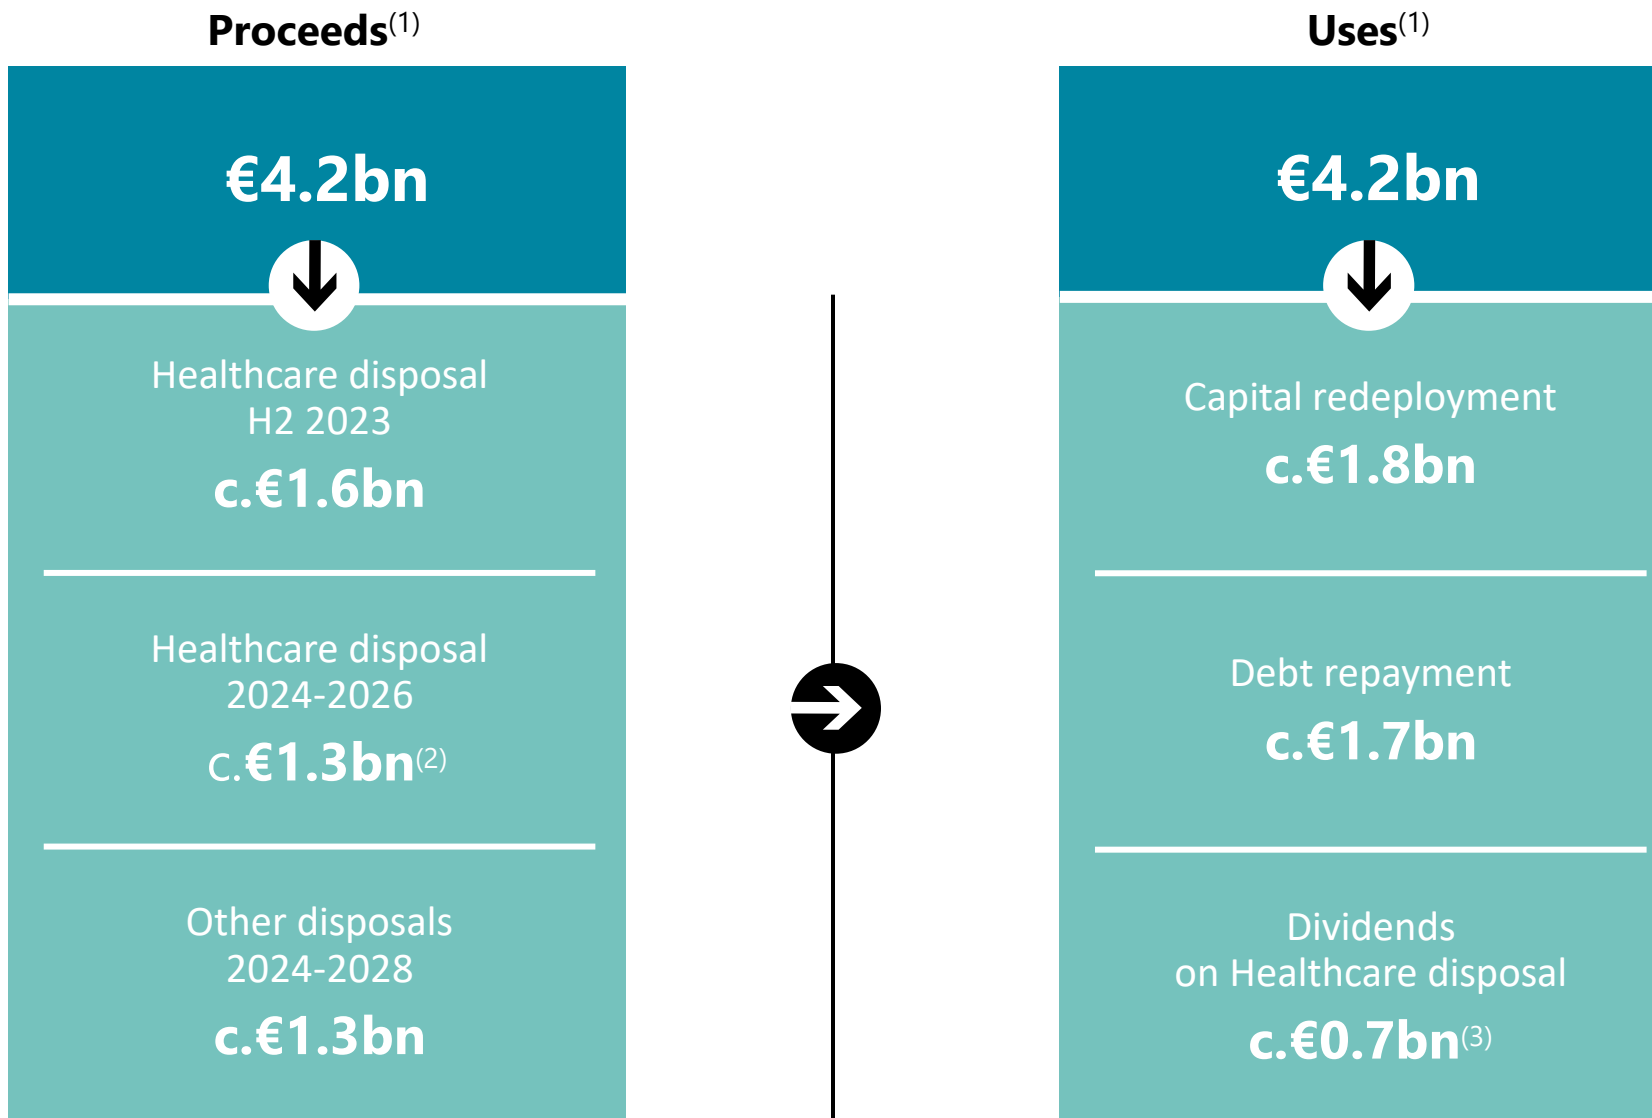 Proceeds(1)
€4.2bn
Healthcare disposal
H2 2023
c.€1.6bn
Healthcare disposal
2024-2026
c.€1.3bn(2)
Other disposals
2024-2028
c.€1.3bn
Uses(1)
€4.2bn
Capital redeployment
c.€1.8bn
Debt repayment
c.€1.7bn
Dividends
on Healthcare disposal
c.€0.7bn(3)